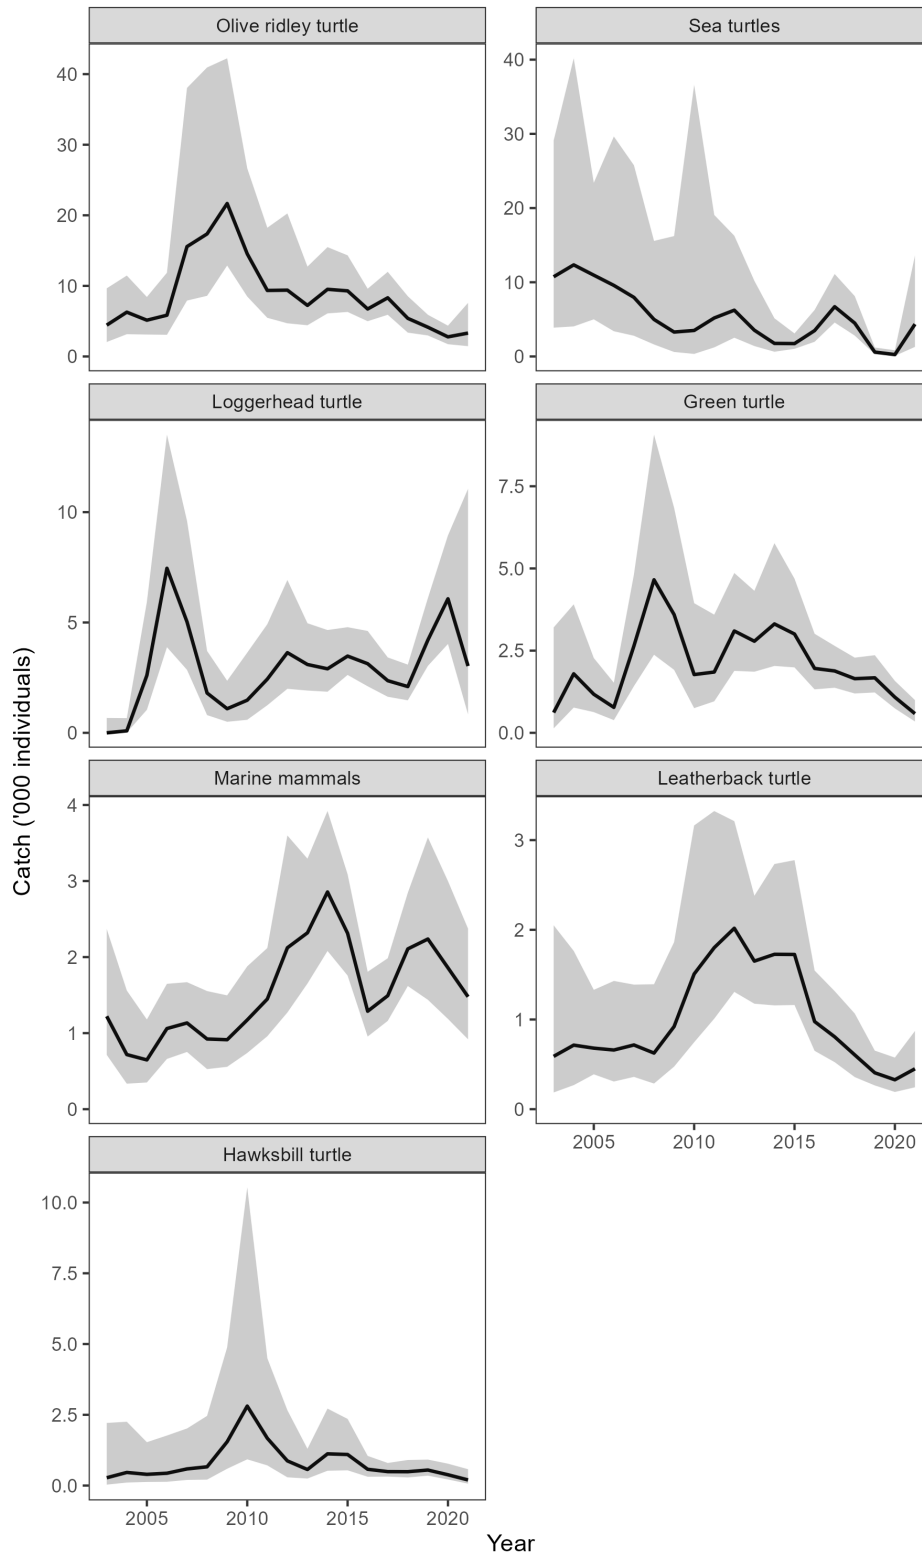 Olive ridley turtle
Sea turtles
40
30
20
10
0
40
30
20
10
0
Loggerhead turtle
Green turtle
10
5
0
7.5
5.0
2.5
0.0
Marine mammals
Leatherback turtle
4
3
2
1
0
3
2
1
0
2005 2010 2015 2020
Hawksbill turtle
10.0
7.5
5.0
2.5
0.0
2005 2010 2015 2020
Year
Catch ('000 individuals)